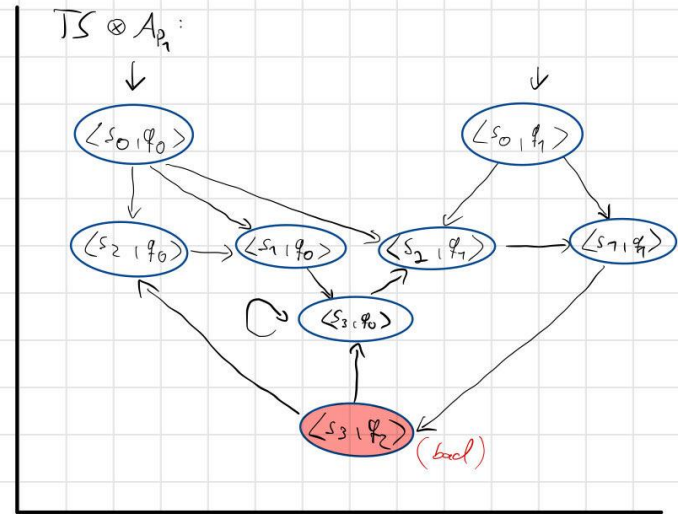 TS ⊗ A_{P_1}:
<s_0, q_0>
<s_0, q_1>
<s_2, q_0>
<s_1, q_0>
<s_2, q_1>
<s_1, q_1>
<s_3, q_0>
<s_3, q_2>
(bad)